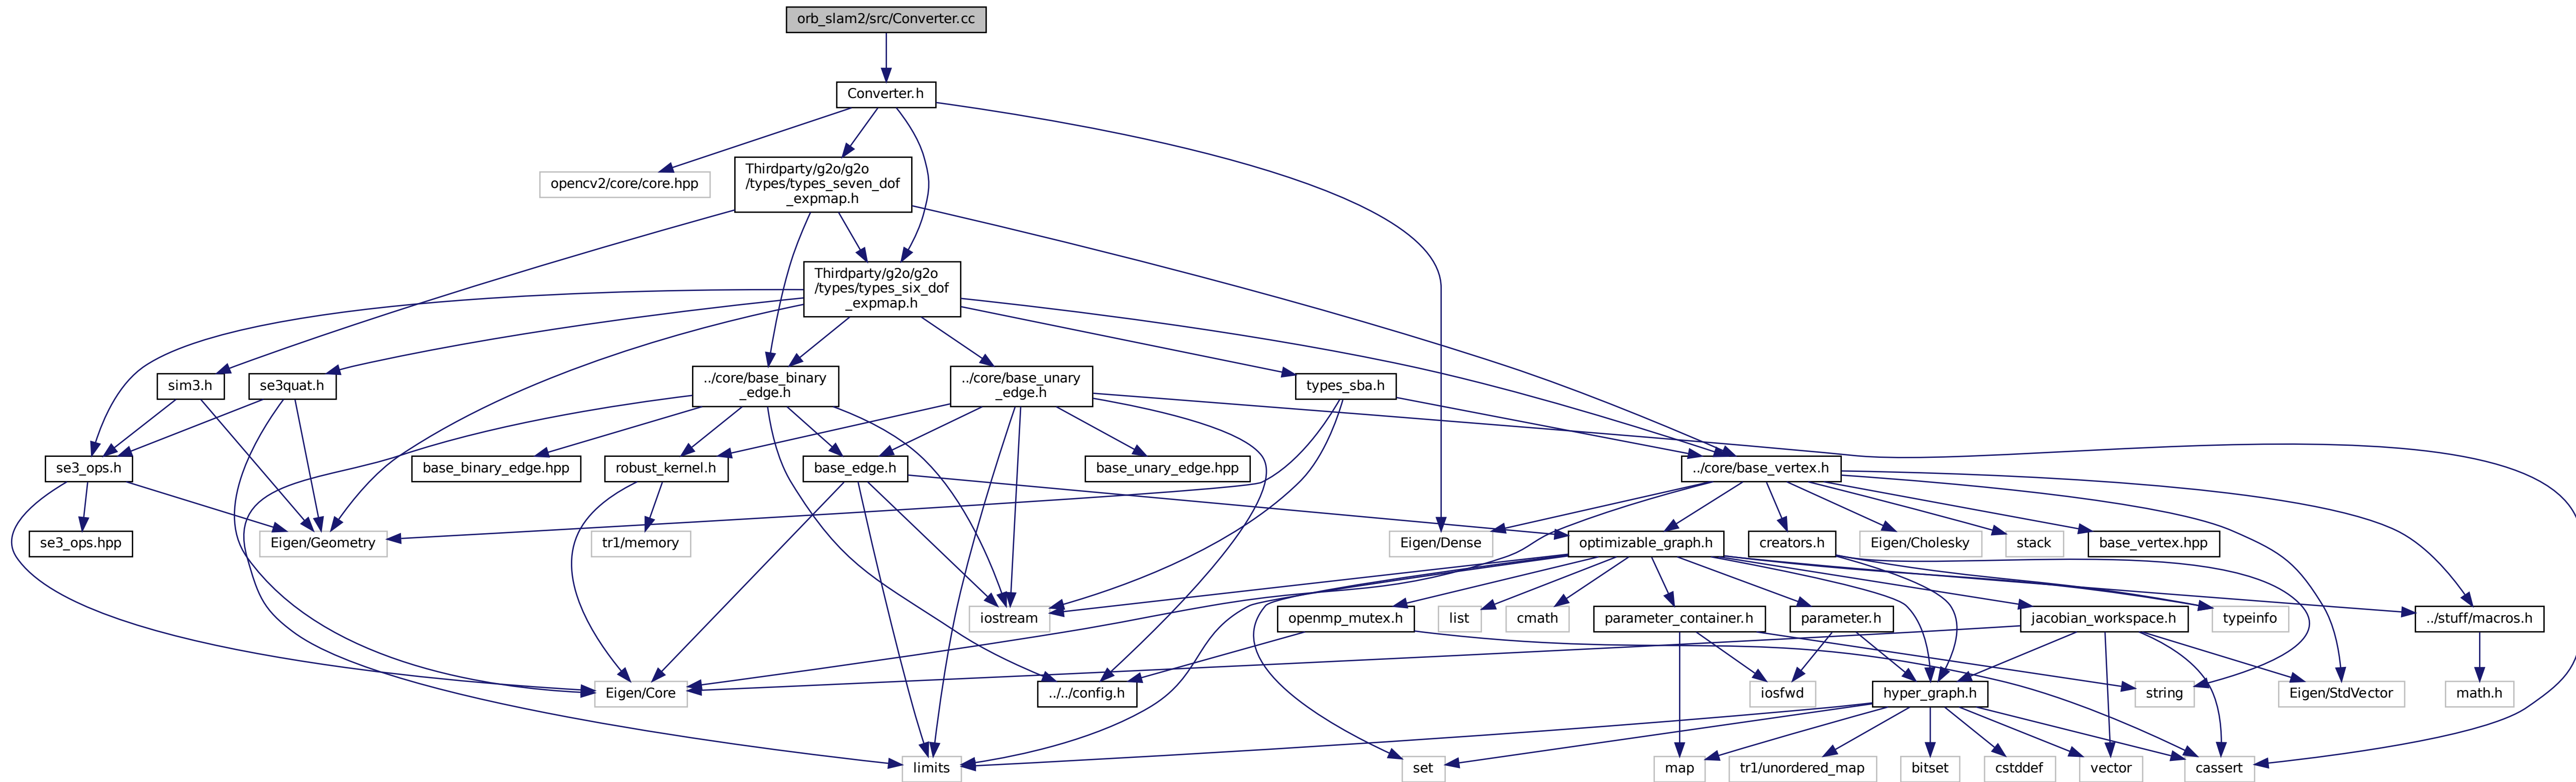 orb_slam2/src/Converter.cc
Converter.h
opencv2/core/core.hpp
Thirdparty/g2o/g2o
/types/types_seven_dof
_expmap.h
Thirdparty/g2o/g2o
/types/types_six_dof
_expmap.h
sim3.h
se3quat.h
../core/base_binary
_edge.h
../core/base_unary
_edge.h
types_sba.h
se3_ops.h
base_binary_edge.hpp
robust_kernel.h
base_edge.h
base_unary_edge.hpp
../core/base_vertex.h
se3_ops.hpp
Eigen/Geometry
tr1/memory
Eigen/Dense
optimizable_graph.h
creators.h
Eigen/Cholesky
stack
base_vertex.hpp
iostream
openmp_mutex.h
list
cmath
parameter_container.h
parameter.h
jacobian_workspace.h
typeinfo
../stuff/macros.h
Eigen/Core
../../config.h
iosfwd
hyper_graph.h
string
Eigen/StdVector
math.h
limits
set
map
tr1/unordered_map
bitset
cstddef
vector
cassert